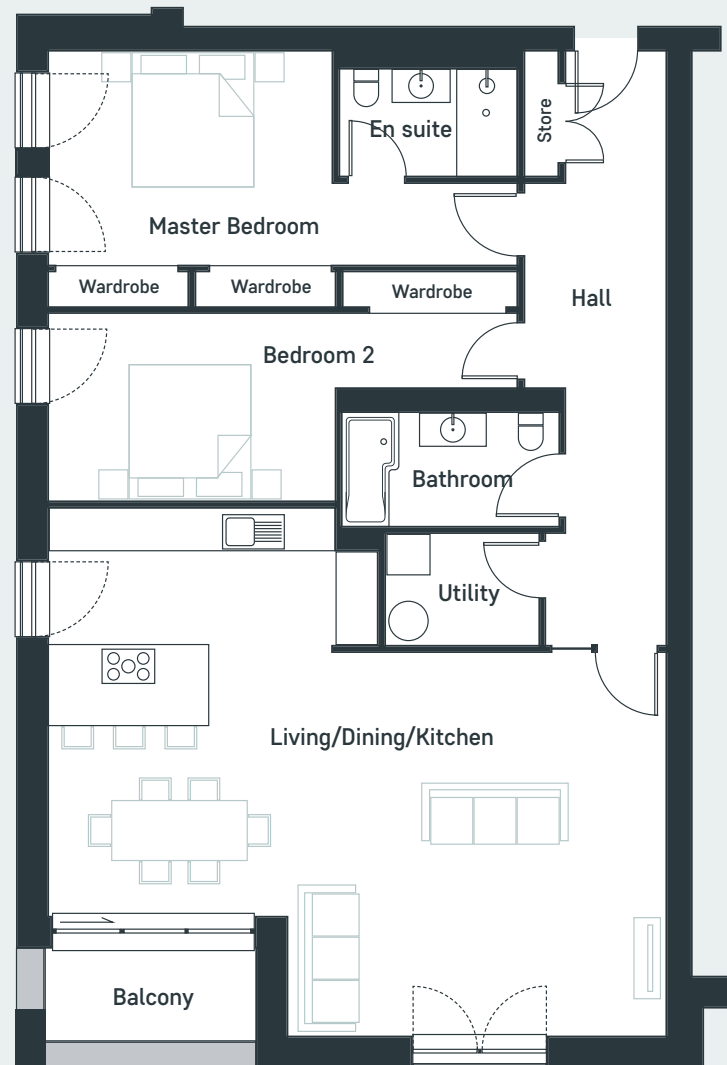 En suite
Store
Master Bedroom
Wardrobe
Wardrobe
Wardrobe
Hall
Bedroom 2
Bathroom
Utility
Living/Dining/Kitchen
Balcony